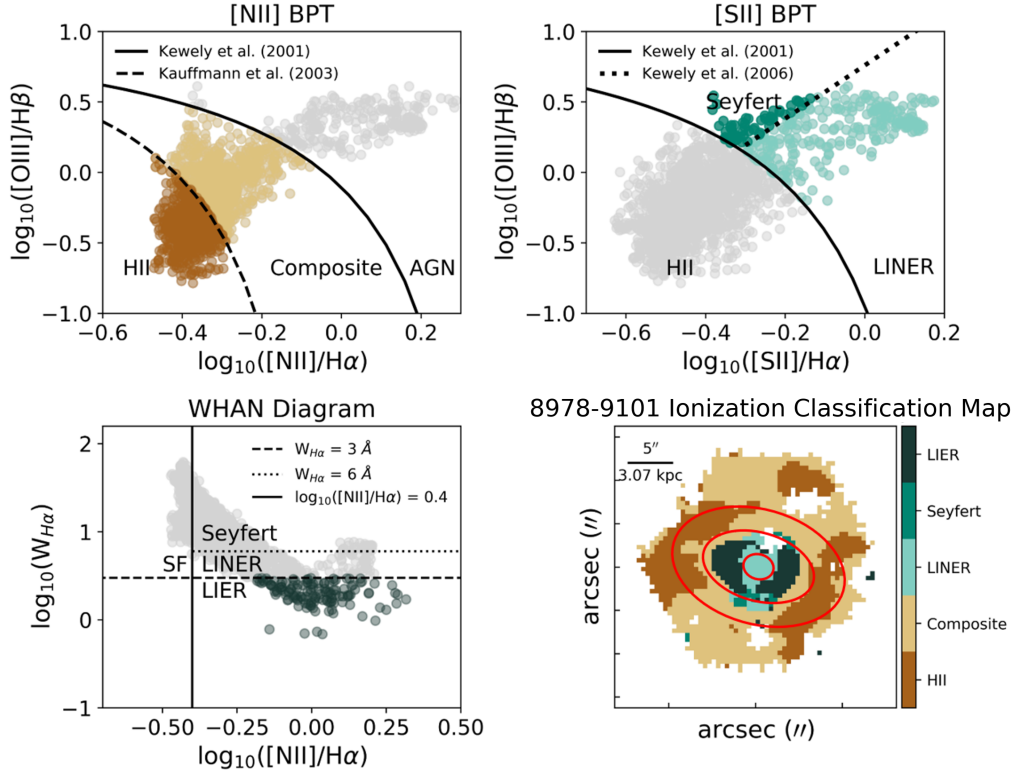 [NII] BPT
1.0
0.5
0.0
−0.5
−1.0
log10([OIII]/Hβ)
Kewely et al. (2001)
Kauffmann et al. (2003)
HII
Composite
AGN
−0.6 −0.4 −0.2 0.0 0.2
log10([NII]/Hα)
[SII] BPT
1.0
0.5
0.0
−0.5
−1.0
log10([OIII]/Hβ)
Kewely et al. (2001)
Kewely et al. (2006)
Seyfert
HII
LINER
−0.6 −0.4 −0.2 0.0 0.2
log10([SII]/Hα)
WHAN Diagram
2
1
0
−1
log10(WHα)
WHα = 3 Å
WHα = 6 Å
log10([NII]/Hα) = 0.4
Seyfert
SF
LINER
LIER
−0.50 −0.25 0.00 0.25 0.50
log10([NII]/Hα)
8978-9101 Ionization Classification Map
5′′
3.07 kpc
arcsec (′′)
arcsec (′′)
LIER
Seyfert
LINER
Composite
HII